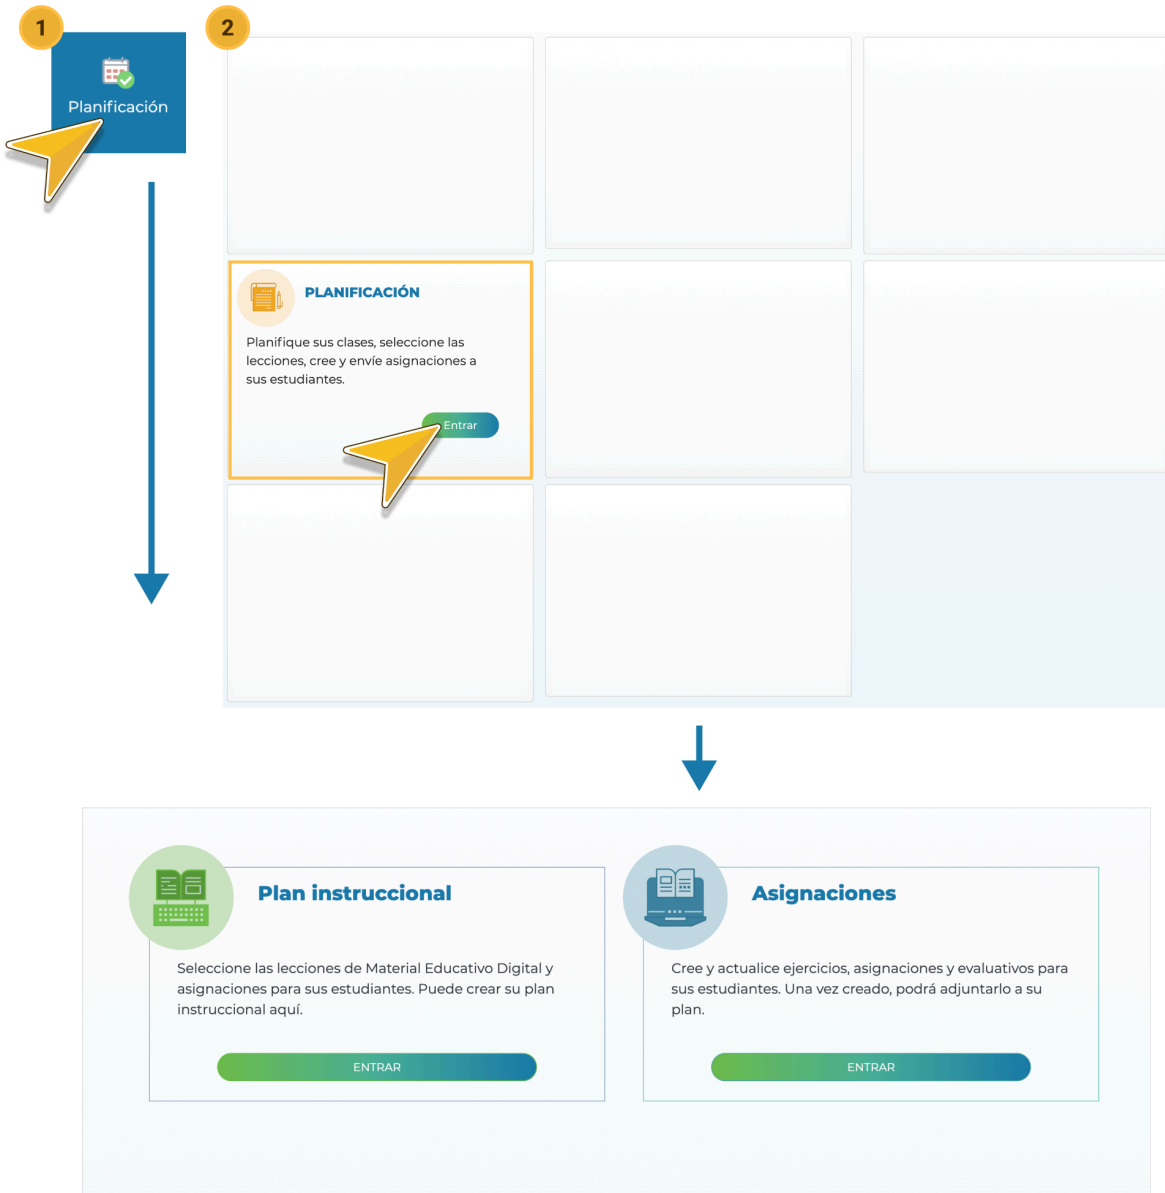 1
2
Planificación
PLANIFICACIÓN
Planifique sus clases, seleccione las
lecciones, cree y envíe asignaciones a
sus estudiantes.
Entrar
Plan instruccional
Seleccione las lecciones de Material Educativo Digital y
asignaciones para sus estudiantes. Puede crear su plan
instruccional aquí.
ENTRAR
Asignaciones
Cree y actualice ejercicios, asignaciones y evaluativos para
sus estudiantes. Una vez creado, podrá adjuntarlo a su
plan.
ENTRAR